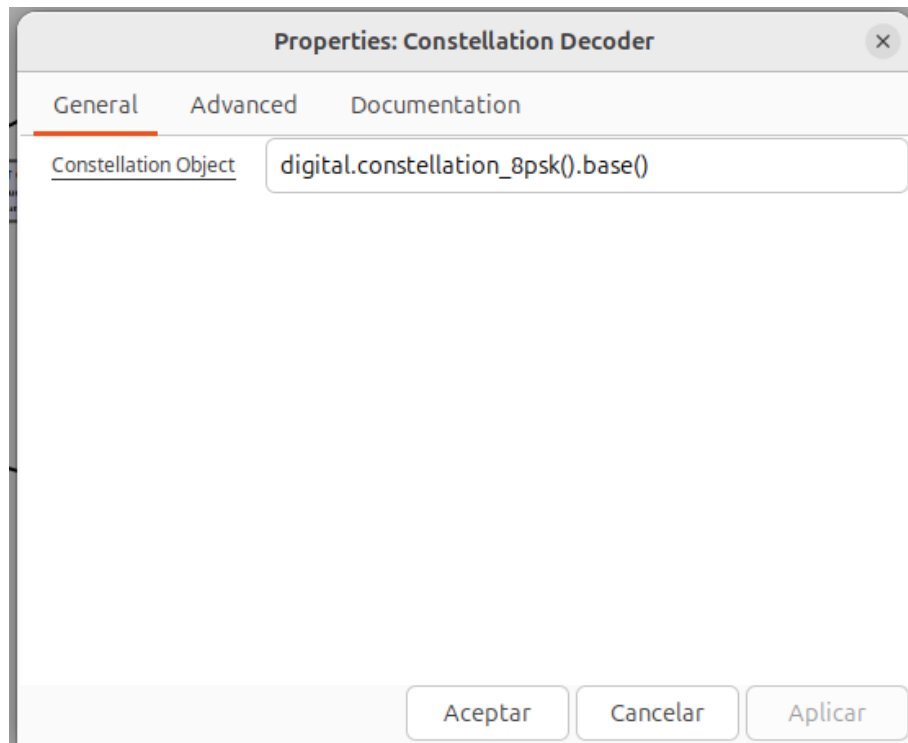 Properties: Constellation Decoder
General Advanced Documentation
Constellation Object digital.constellation_8psk().base()
Aceptar Cancelar Aplicar